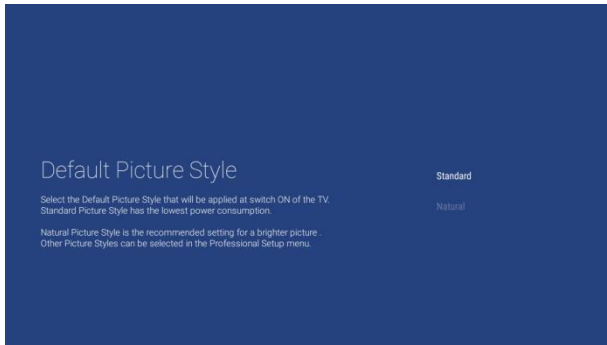 Default Picture Style
Select the Default Picture Style that will be applied at switch ON of the TV.
Standard Picture Style has the lowest power consumption.
Natural Picture Style is the recommended setting for a brighter picture .
Other Picture Styles can be selected in the Professional Setup menu.
Standard
Natural